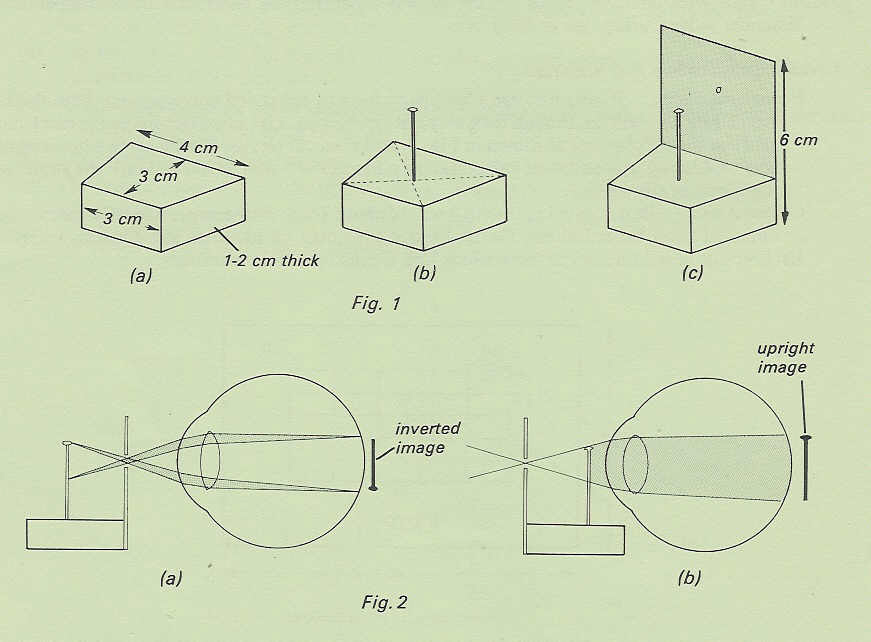 4 cm
3 cm
3 cm
1-2 cm thick
(a)
(b)
6 cm
(c)
Fig. 1
inverted
image
(a)
upright
image
(b)
Fig. 2